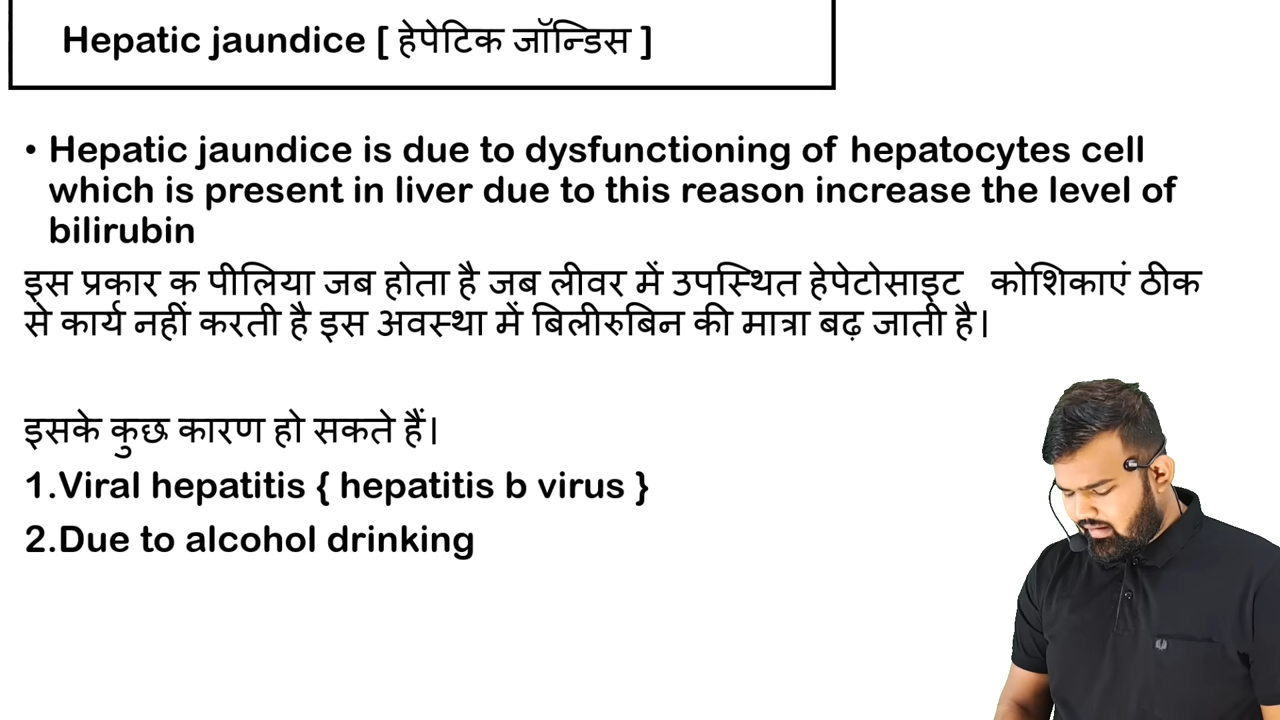 Hepatic jaundice [ हेपेटिक जॉन्डिस ]
• Hepatic jaundice is due to dysfunctioning of hepatocytes cell
which is present in liver due to this reason increase the level of
bilirubin
इस प्रकार क पीलिया जब होता है जब लीवर में उपस्थित हेपेटोसाइट कोशिकाएं ठीक
से कार्य नहीं करती है इस अवस्था में बिलीरुबिन की मात्रा बढ़ जाती है।
इसके कुछ कारण हो सकते हैं।
1.Viral hepatitis { hepatitis b virus }
2.Due to alcohol drinking